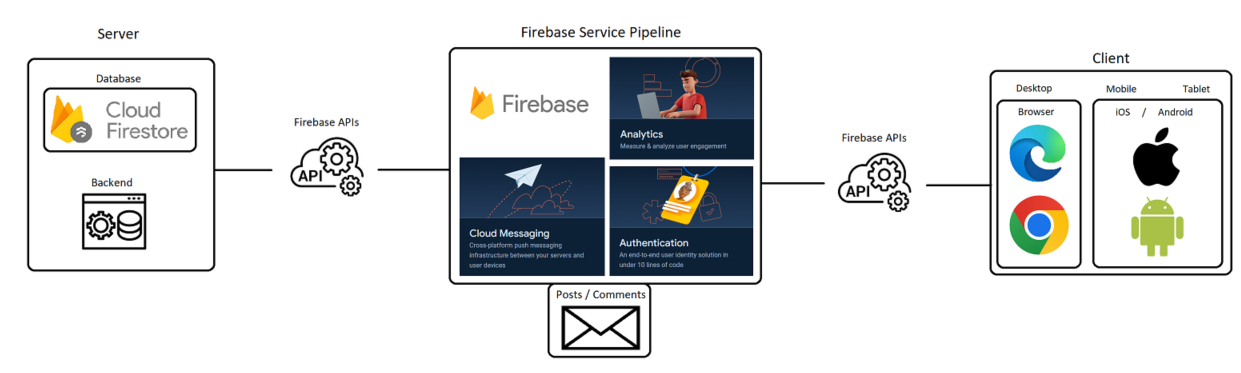 Server
Database
Cloud
Firestore
Backend
Firebase APIs
API
Firebase Service Pipeline
Firebase
Analytics
Measure & analyze user engagement
Cloud Messaging
Cross-platform push messaging
infrastructure between your servers and
user devices
Authentication
An end-to-end user identity solution in
under 10 lines of code
Posts / Comments
Firebase APIs
API
Client
Desktop
Browser
Mobile Tablet
iOS / Android